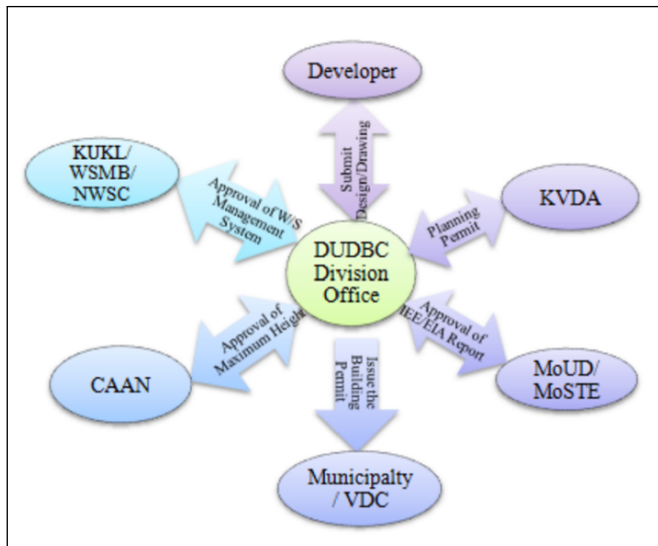 Developer
Submit
Design/Drawing
KUKL/
WSMB/
NWSC
Approval of W/S
Management
System
KVDA
Planning
Permit
DUDBC
Division
Office
Approval of
IEE/EIA Report
MoUD/
MoSTE
Approval of
Maximum Height
CAAN
Issue the
Building
Permit
Municipalty
/ VDC